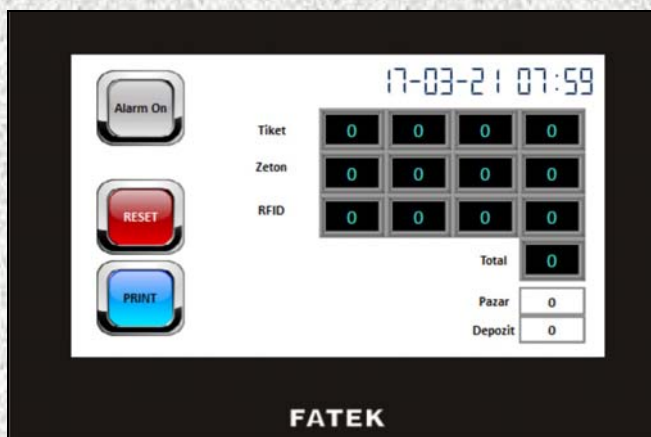 17-03-21 07:59
Alarm On
Tiket 0 0 0 0
Zeton 0 0 0 0
RESET
RFID 0 0 0 0
Total 0
PRINT
Pazar 0
Depozit 0
FATEK